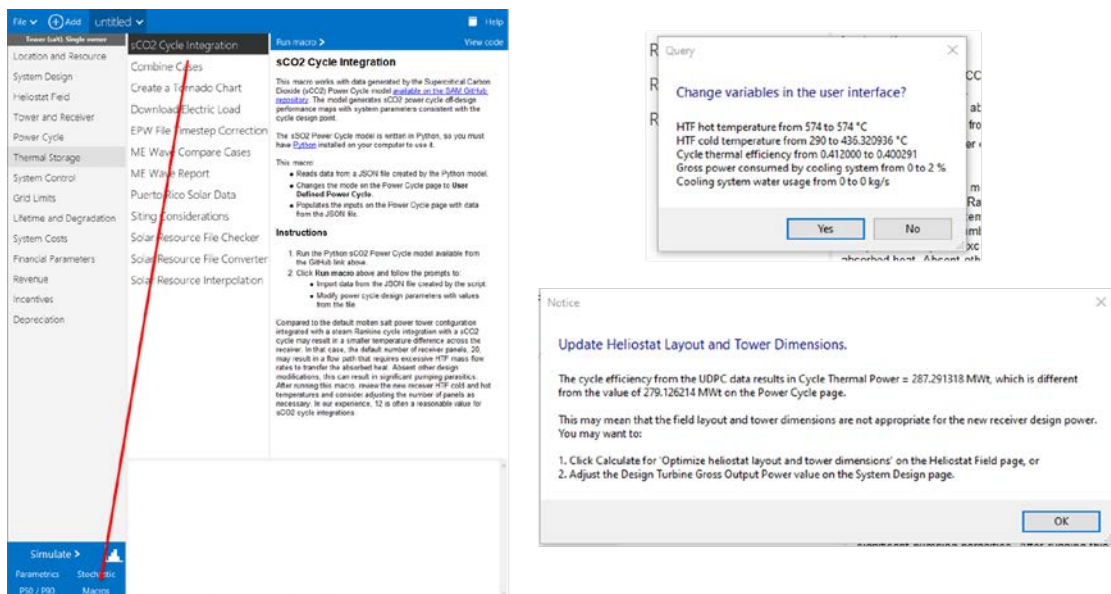 File Add untitled Help
Tower (salt), Single owner
Location and Resource
System Design
Heliostat Field
Tower and Receiver
Power Cycle
Thermal Storage
System Control
Grid Limits
Lifetime and Degradation
System Costs
Financial Parameters
Revenue
Incentives
Depreciation
Simulate >
Parametrics Stochastic
P50 / P90 Macros
sCO2 Cycle Integration
Combine Cases
Create a Tornado Chart
Download Electric Load
EPW File Timestep Correction
ME Wave Compare Cases
ME Wave Report
Puerto Rico Solar Data
Siting Considerations
Solar Resource File Checker
Solar Resource File Converter
Solar Resource Interpolation
Run macro > View code
sCO2 Cycle Integration
This macro works with data generated by the Supercritical Carbon
Dioxide (sCO2) Power Cycle model available on the SAM GitHub
repository. The model generates sCO2 power cycle off-design
performance maps with system parameters consistent with the
cycle design point.
The sSO2 Power Cycle model is written in Python, so you must
have Python installed on your computer to use it.
This macro:
• Reads data from a JSON file created by the Python model.
• Changes the mode on the Power Cycle page to User
Defined Power Cycle.
• Populates the inputs on the Power Cycle page with data
from the JSON file.
Instructions
1. Run the Python sCO2 Power Cycle model available from
the GitHub link above.
2. Click Run macro above and follow the prompts to:
• Import data from the JSON file created by the script.
• Modify power cycle design parameters with values
from the file
Compared to the default molten salt power tower configuration
integrated with a steam Rankine cycle integration with a sCO2
cycle may result in a smaller temperature difference across the
receiver. In that case, the default number of receiver panels, 20,
may result in a flow path that requires excessive HTF mass flow
rates to transfer the absorbed heat. Absent other design
modifications, this can result in significant pumping parasitics.
After running this macro, review the new receiver HTF cold and hot
temperatures and consider adjusting the number of panels as
necessary. In our experience, 12 is often a reasonable value for
sCO2 cycle integrations.
Query
Change variables in the user interface?
HTF hot temperature from 574 to 574 °C
HTF cold temperature from 290 to 436.320936 °C
Cycle thermal efficiency from 0.412000 to 0.400291
Gross power consumed by cooling system from 0 to 2 %
Cooling system water usage from 0 to 0 kg/s
Yes No
absorbed heat. Absent oth
Notice
Update Heliostat Layout and Tower Dimensions.
The cycle efficiency from the UDPC data results in Cycle Thermal Power = 287.291318 MWt, which is different
from the value of 279.126214 MWt on the Power Cycle page.
This may mean that the field layout and tower dimensions are not appropriate for the new receiver design power.
You may want to:
1. Click Calculate for 'Optimize heliostat layout and tower dimensions' on the Heliostat Field page, or
2. Adjust the Design Turbine Gross Output Power value on the System Design page.
OK